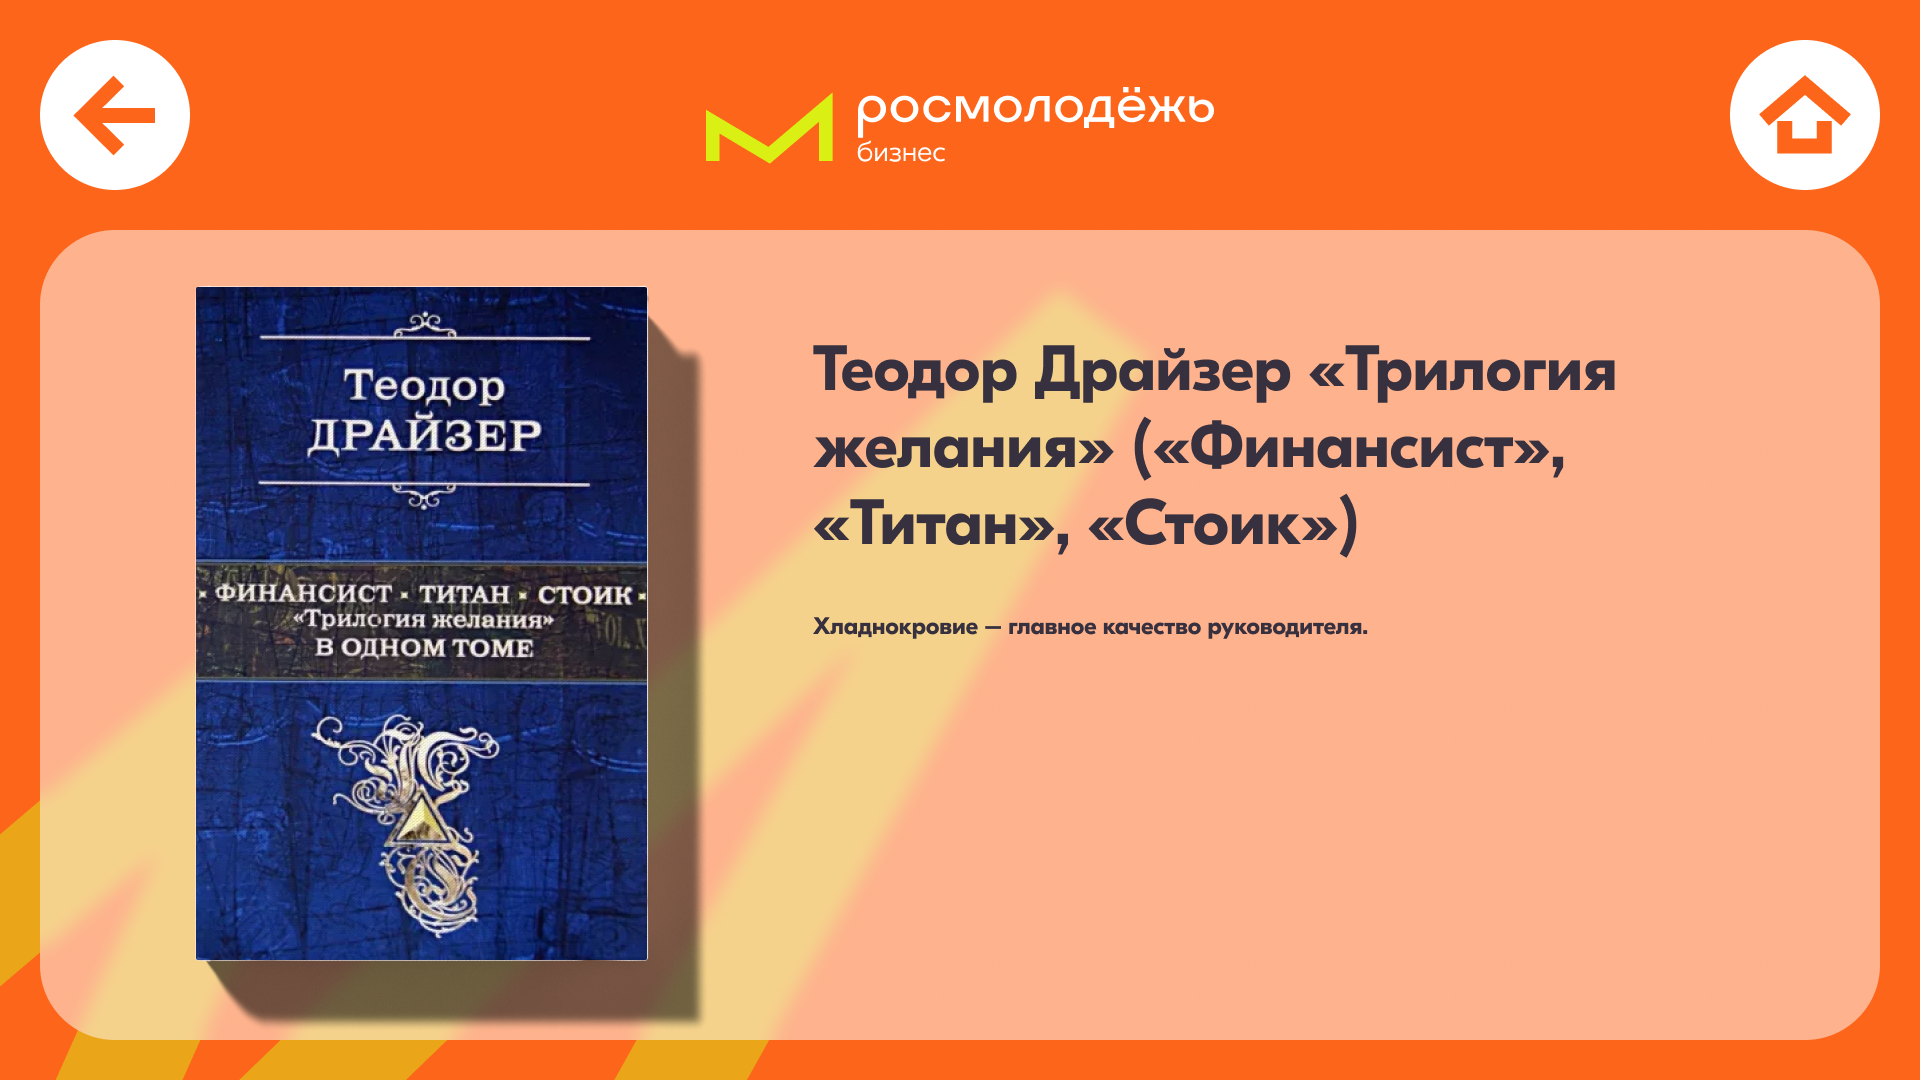 росмолодёжь
бизнес
Теодор
ДРАЙЗЕР
ФИНАНСИСТ · ТИТАН · СТОИК
«Трилогия желания»
В ОДНОМ ТОМЕ
Теодор Драйзер «Трилогия
желания» («Финансист»,
«Титан», «Стоик»)
Хладнокровие — главное качество руководителя.